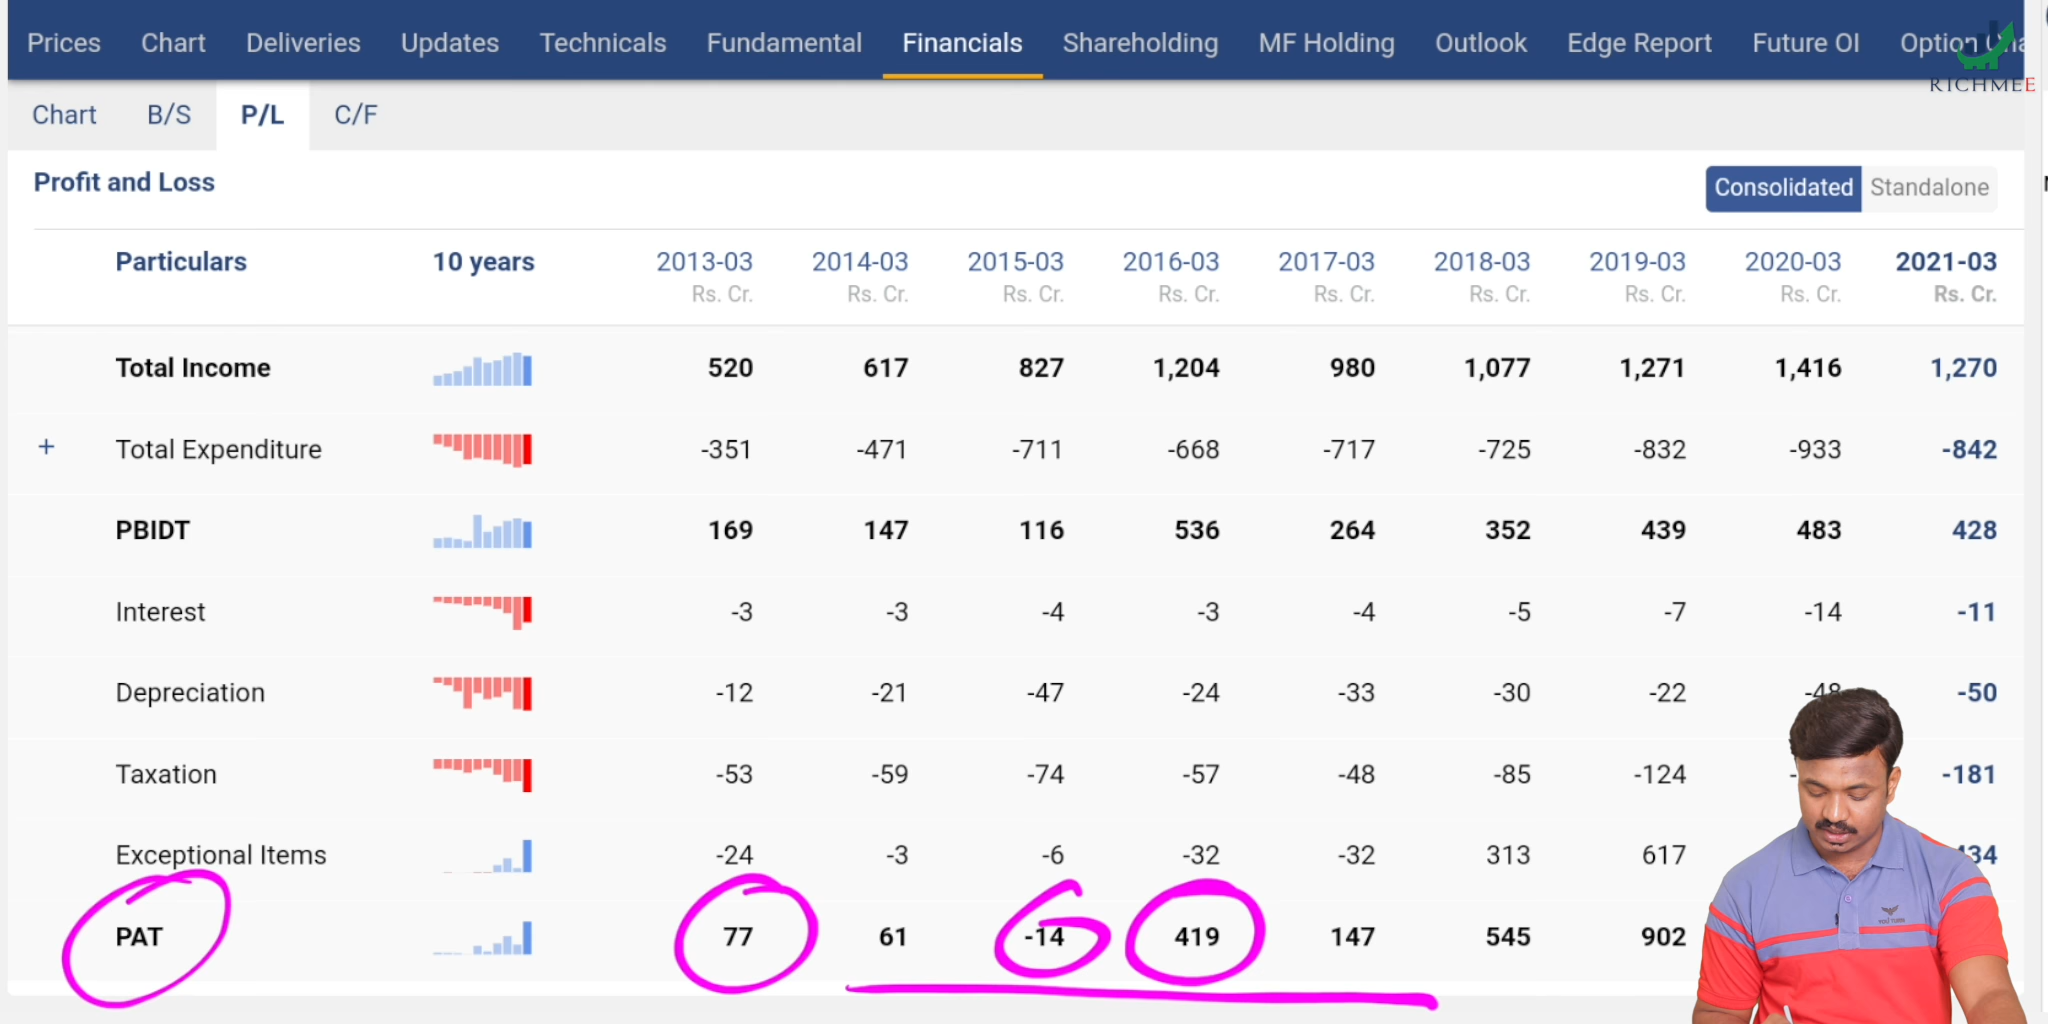 Prices Chart Deliveries Updates Technicals Fundamental Financials Shareholding MF Holding Outlook Edge Report Future OI Option
RICHMEE
Chart B/S P/L C/F
Profit and Loss
Consolidated Standalone
Particulars 10 years 2013-03 2014-03 2015-03 2016-03 2017-03 2018-03 2019-03 2020-03 2021-03
Rs. Cr. Rs. Cr. Rs. Cr. Rs. Cr. Rs. Cr. Rs. Cr. Rs. Cr. Rs. Cr. Rs. Cr.
Total Income 520 617 827 1,204 980 1,077 1,271 1,416 1,270
+ Total Expenditure -351 -471 -711 -668 -717 -725 -832 -933 -842
PBIDT 169 147 116 536 264 352 439 483 428
Interest -3 -3 -4 -3 -4 -5 -7 -14 -11
Depreciation -12 -21 -47 -24 -33 -30 -22 -48 -50
Taxation -53 -59 -74 -57 -48 -85 -124 -181
Exceptional Items -24 -3 -6 -32 -32 313 617
PAT 77 61 -14 419 147 545 902